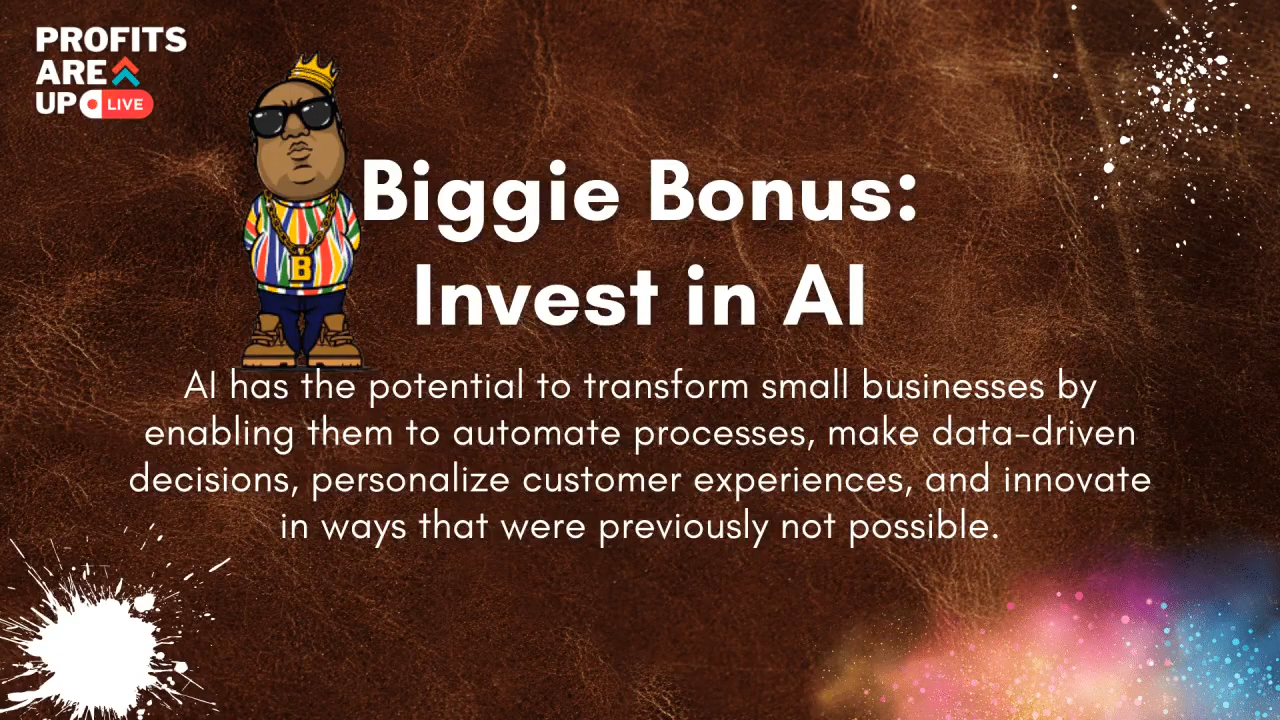 PROFITS
ARE
UP LIVE
Biggie Bonus:
Invest in AI
B
AI has the potential to transform small businesses by
enabling them to automate processes, make data-driven
decisions, personalize customer experiences, and innovate
in ways that were previously not possible.